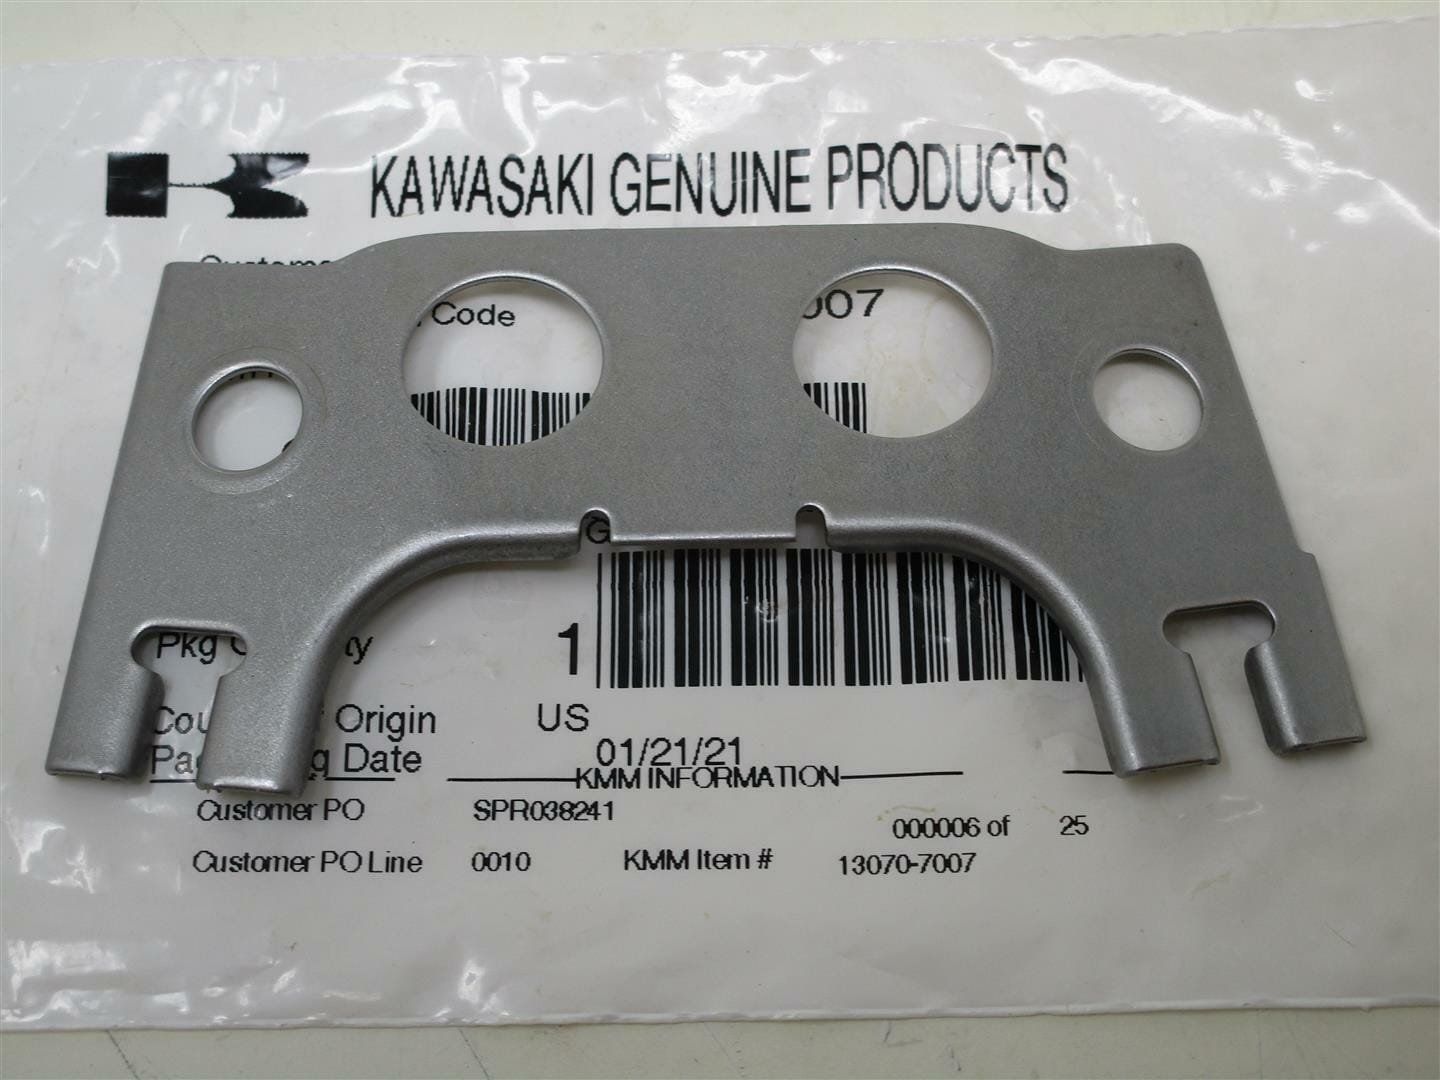 KAWASAKI GENUINE PRODUCTS
Code
007
G
Pkg
1
Origin US
Date 01/21/21
KMM INFORMATION
Customer PO SPR038241 000006 of 25
Customer PO Line 0010 KMM Item # 13070-7007